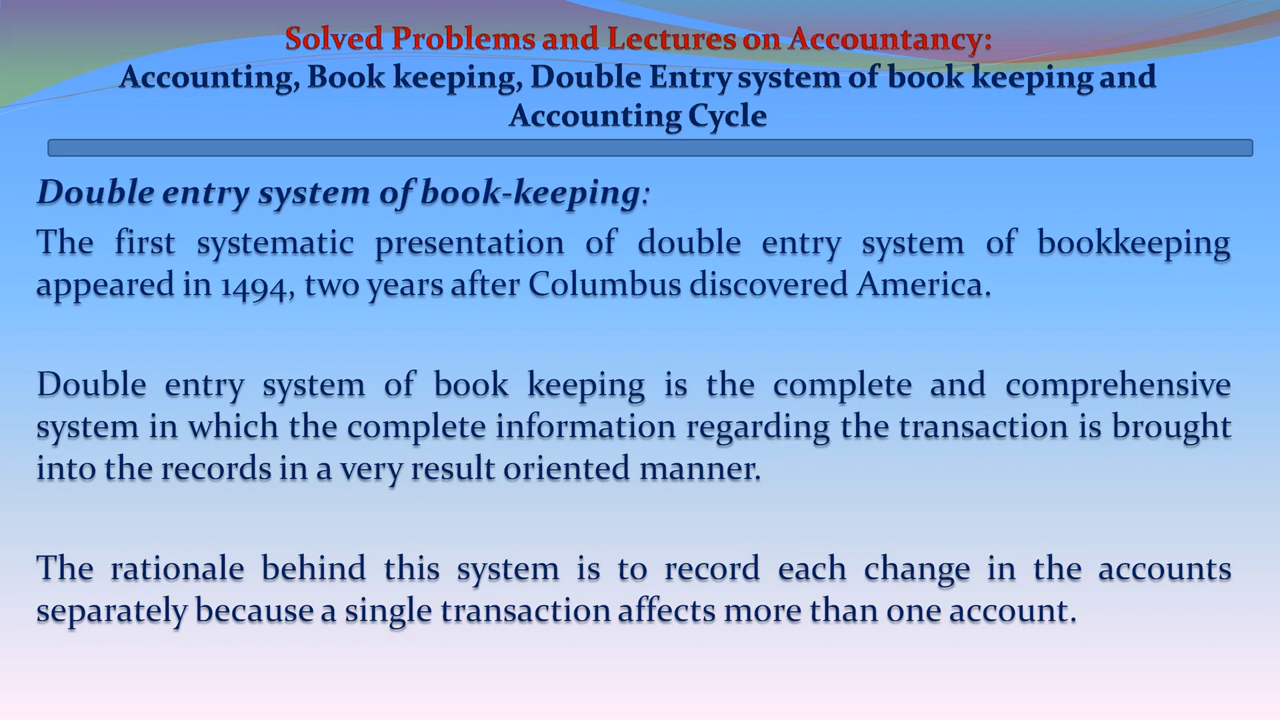 Solved Problems and Lectures on Accountancy:
Accounting, Book keeping, Double Entry system of book keeping and
Accounting Cycle
Double entry system of book-keeping:
The first systematic presentation of double entry system of bookkeeping
appeared in 1494, two years after Columbus discovered America.
Double entry system of book keeping is the complete and comprehensive
system in which the complete information regarding the transaction is brought
into the records in a very result oriented manner.
The rationale behind this system is to record each change in the accounts
separately because a single transaction affects more than one account.